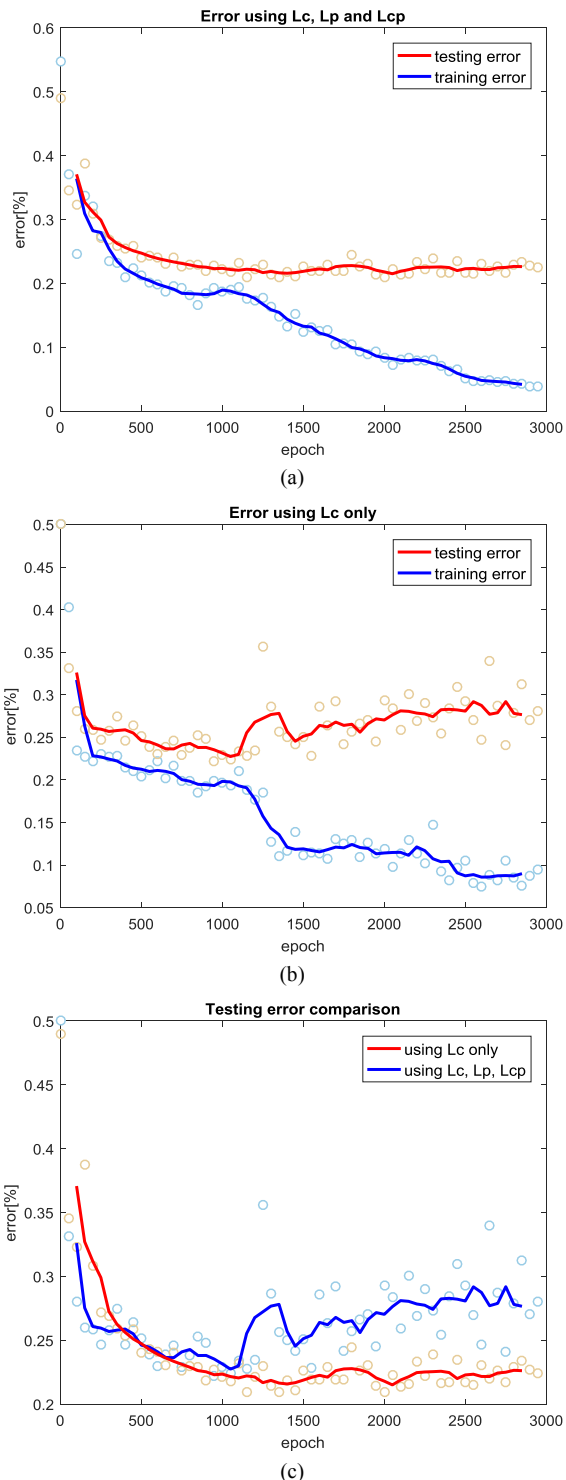 Error using Lc, Lp and Lcp
0.6
testing error
training error
0.5
0.4
error[%]
0.3
0.2
0.1
0
0 500 1000 1500 2000 2500 3000
epoch
(a)
Error using Lc only
0.5
testing error
training error
0.45
0.4
0.35
error[%]
0.3
0.25
0.2
0.15
0.1
0.05
0 500 1000 1500 2000 2500 3000
epoch
(b)
Testing error comparison
0.5
using Lc only
using Lc, Lp, Lcp
0.45
0.4
0.35
error[%]
0.3
0.25
0.2
0 500 1000 1500 2000 2500 3000
epoch
(c)